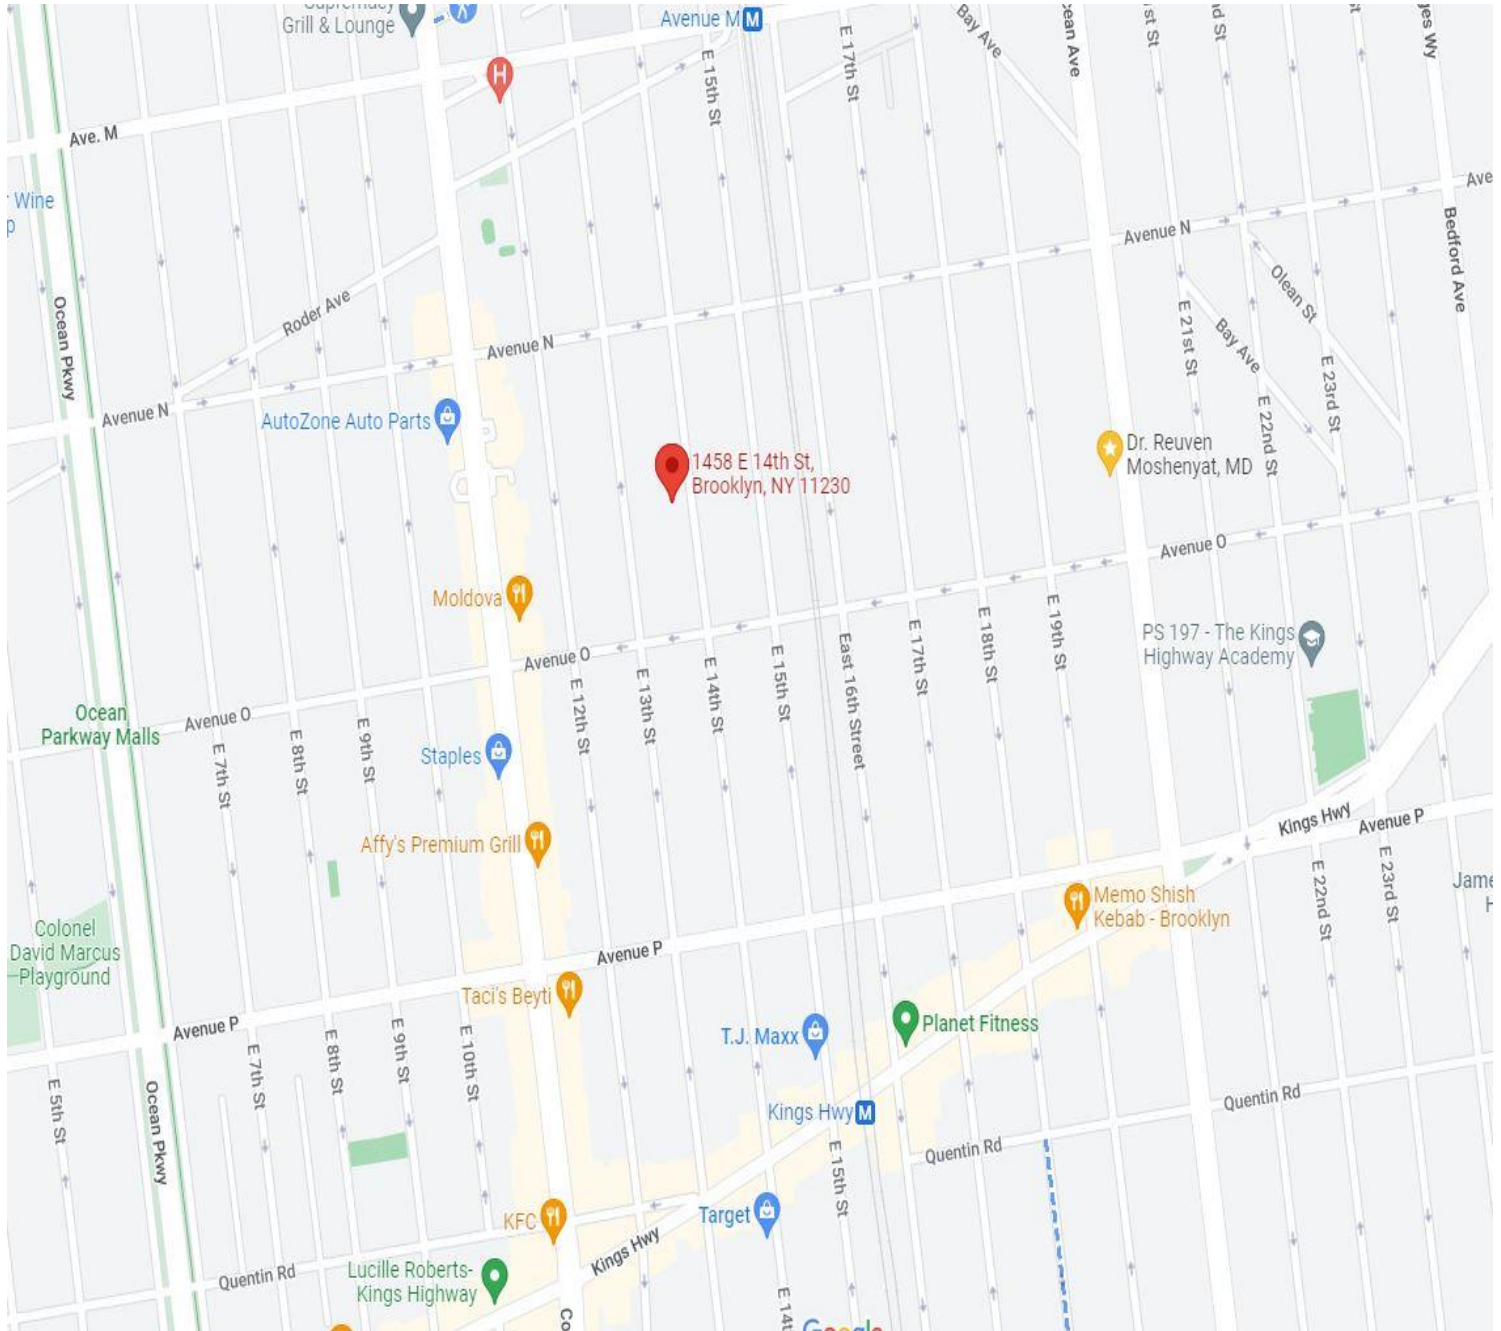 Supremacy
Grill & Lounge
Avenue M
M
E 15th St
E 17th St
Bay Ave
Ocean Ave
Bedford Ave
H
Ave. M
Wine
Avenue N
Ocean Pkwy
Roder Ave
Avenue N
Avenue N
Olean St
Bay Ave
E 21st St
E 22nd St
E 23rd St
AutoZone Auto Parts
1458 E 14th St,
Brooklyn, NY 11230
Dr. Reuven
Moshenyat, MD
Moldova
Avenue O
Avenue O
Avenue O
Ocean
Parkway Malls
E 7th St
E 8th St
E 9th St
E 12th St
E 13th St
E 14th St
E 15th St
East 16th Street
E 17th St
E 18th St
E 19th St
PS 197 - The Kings
Highway Academy
Staples
Affy's Premium Grill
Kings Hwy
Avenue P
Memo Shish
Kebab - Brooklyn
E 22nd St
E 23rd St
Colonel
David Marcus
Playground
Avenue P
Taci's Beyti
Avenue P
T.J. Maxx
Planet Fitness
E 5th St
Ocean Pkwy
E 7th St
E 8th St
E 9th St
E 10th St
Kings Hwy
M
E 15th St
Quentin Rd
Quentin Rd
KFC
Target
Kings Hwy
Quentin Rd
Lucille Roberts-
Kings Highway
Google